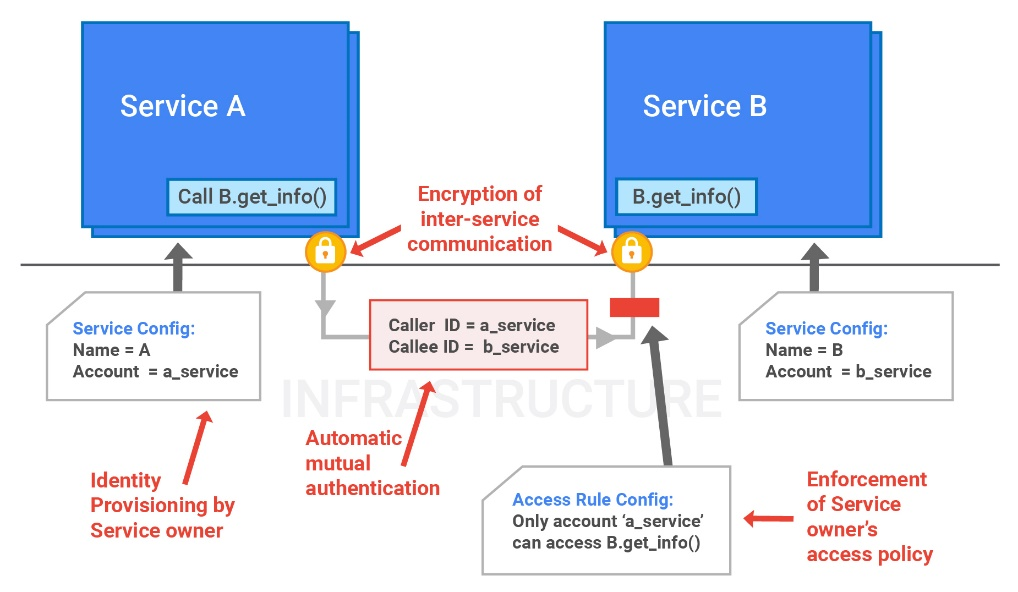 Service A
Service B
Call B.get_info()
B.get_info()
Encryption of
inter-service
communication
Service Config:
Name = A
Account  = a_service
Caller  ID = a_service
Callee ID =  b_service
Service Config:
Name = B
Account  = b_service
INFRASTRUCTURE
Automatic
mutual
authentication
Identity
Provisioning by
Service owner
Access Rule Config:
Only account ‘a_service’
can access B.get_info()
Enforcement
of Service
owner’s
access policy